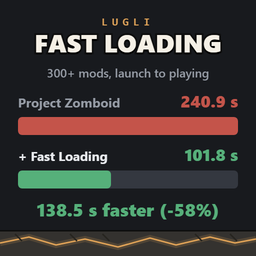 LUGLI
FAST LOADING
300+ mods, launch to playing
Project Zomboid 240.9 s
+ Fast Loading 101.8 s
138.5 s faster (-58%)